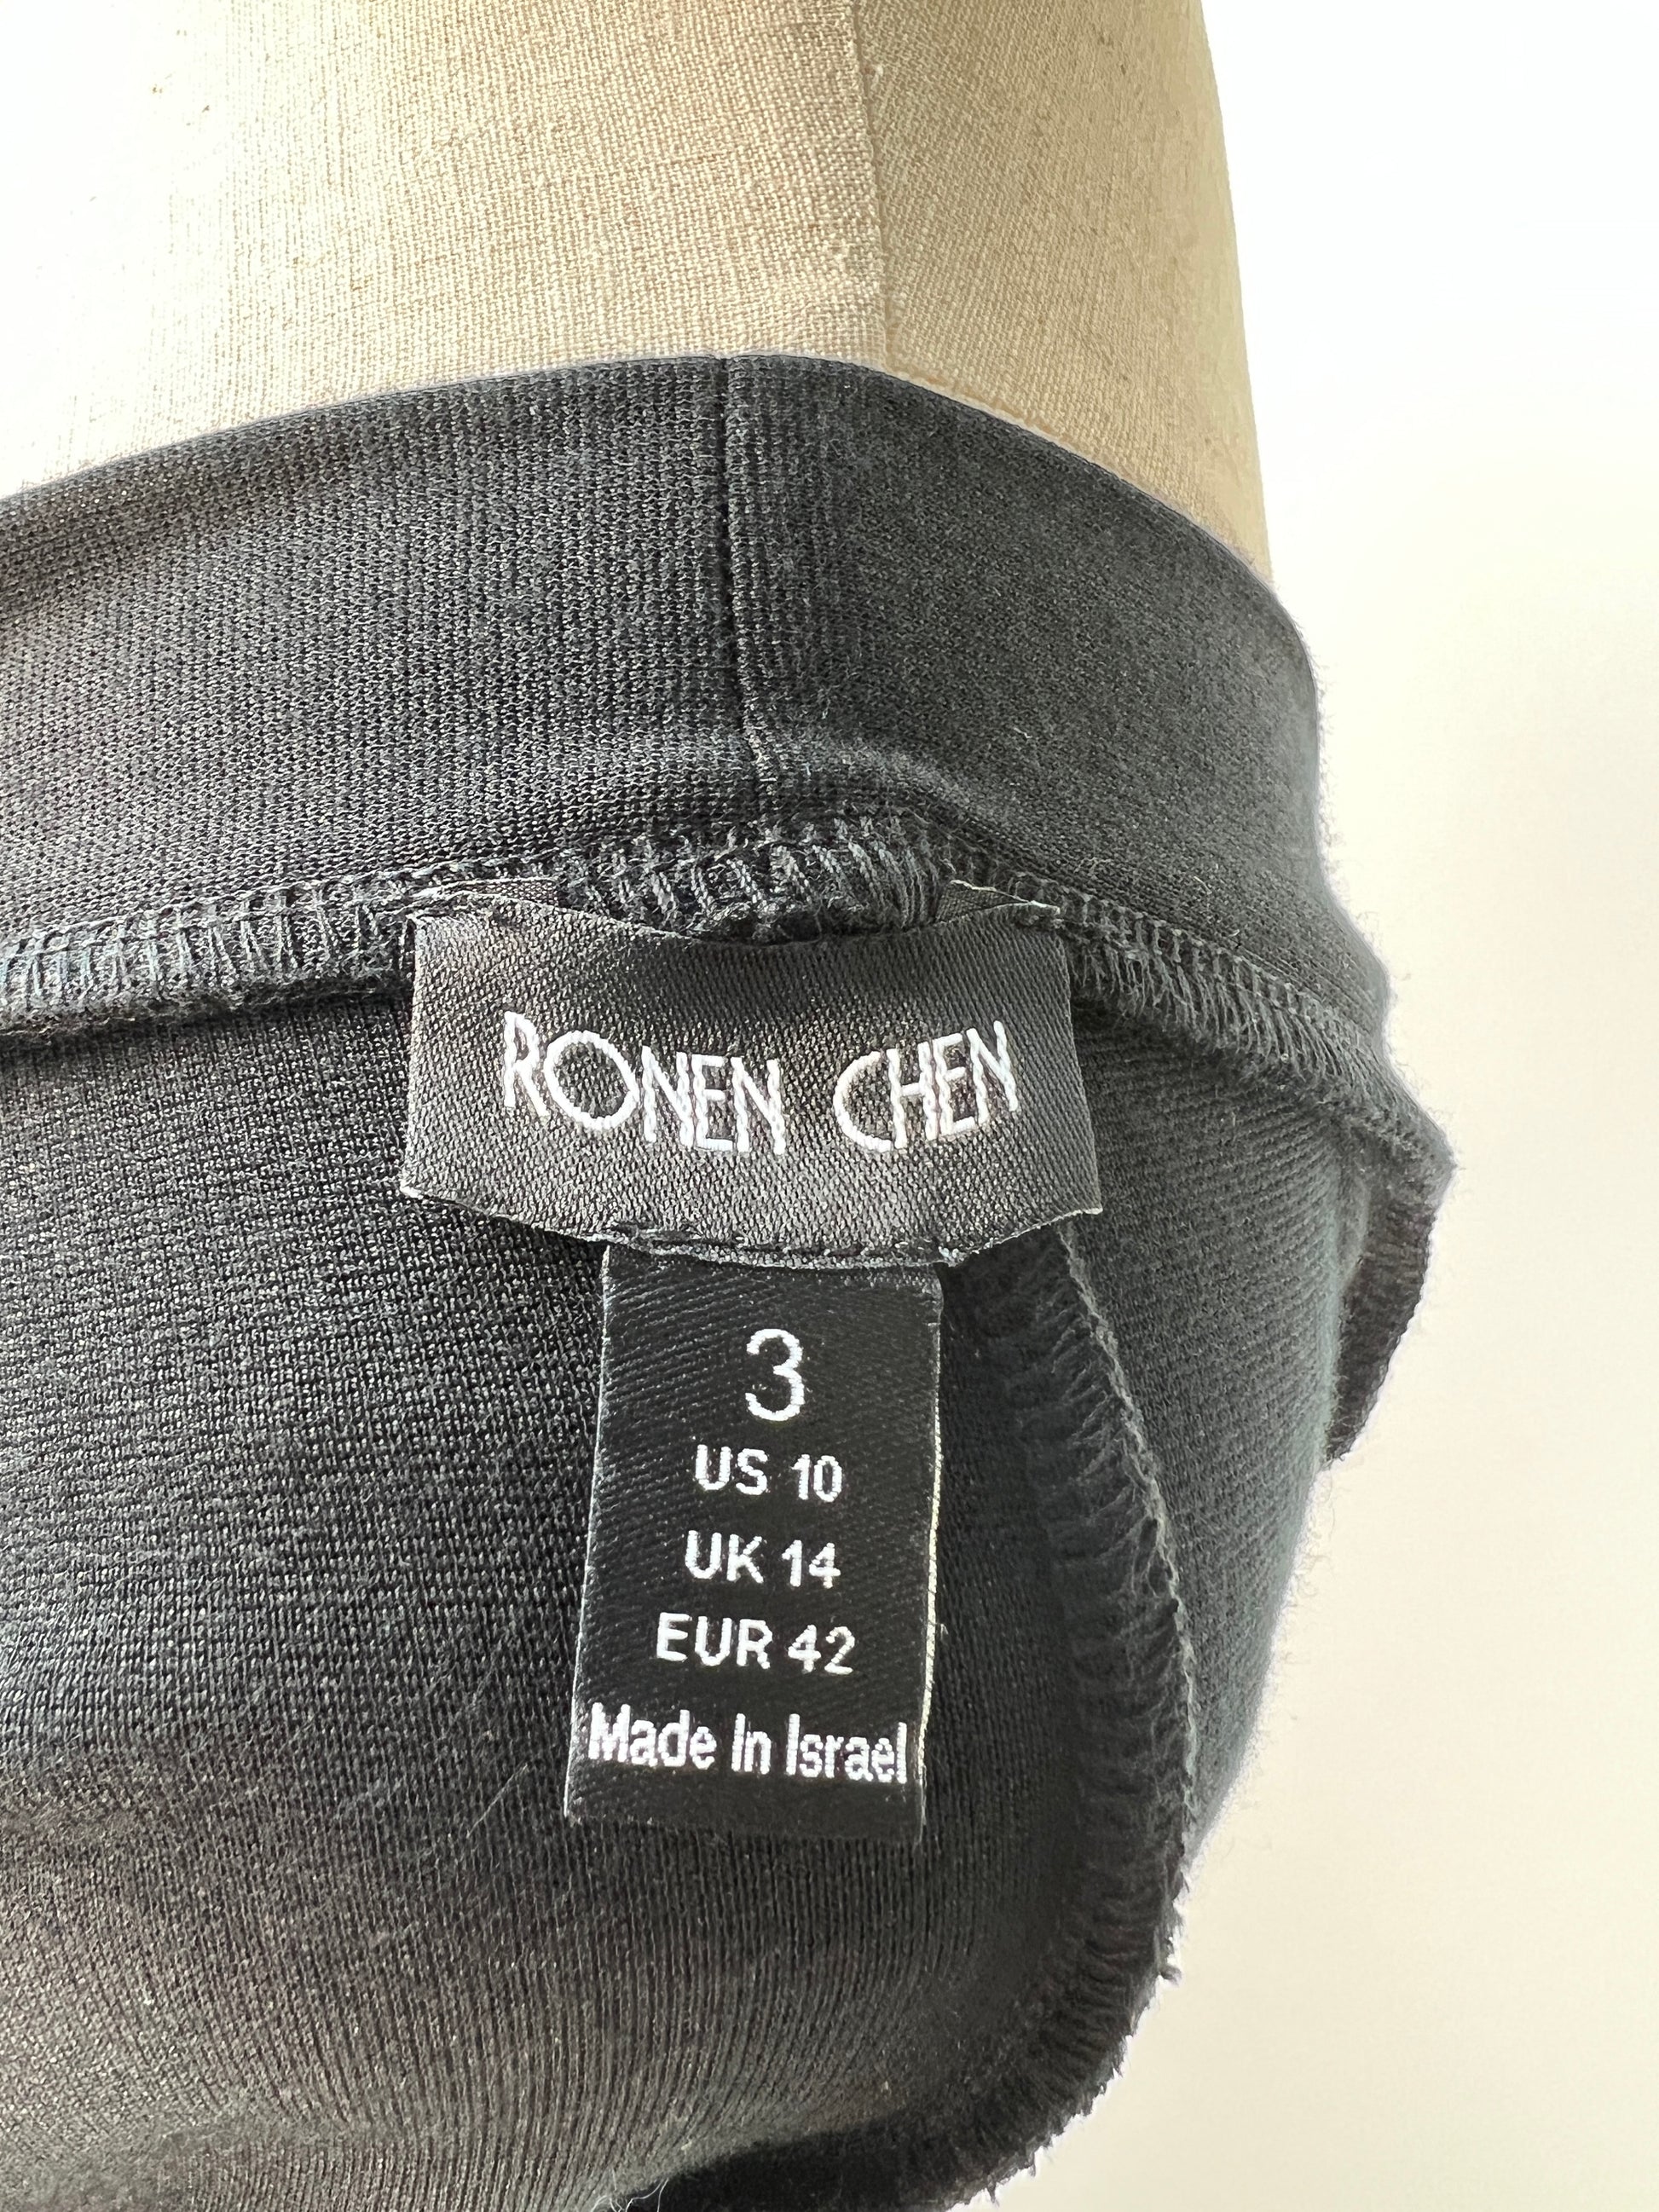 RONEN CHEN
3
US 10
UK 14
EUR 42
Made In Israel